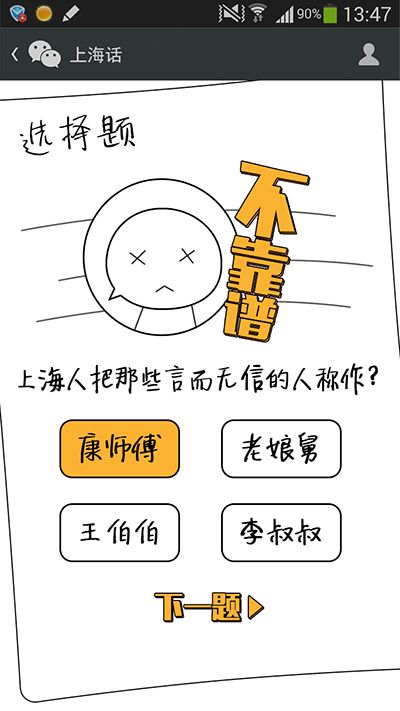 90% 13:47
上海话
选择题
不靠谱
上海人把那些言而无信的人称作?
康师傅
老娘舅
王伯伯
李叔叔
下一题